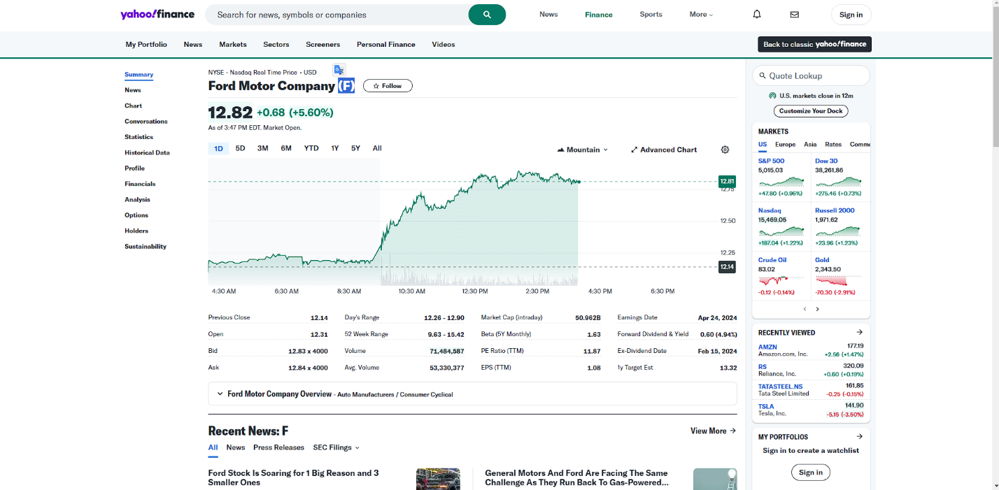 yahoo!finance
Search for news, symbols or companies
News Finance Sports More
Sign in
My Portfolio News Markets Sectors Screeners Personal Finance Videos
Back to classic yahoo!finance
Summary
News
Chart
Conversations
Statistics
Historical Data
Profile
Financials
Analysis
Options
Holders
Sustainability
NYSE - Nasdaq Real Time Price • USD
Ford Motor Company (F)
Follow
12.82 +0.68 (+5.60%)
As of 3:47 PM EDT. Market Open.
1D 5D 3M 6M YTD 1Y 5Y All
Mountain
Advanced Chart
12.81
12.75
12.50
12.25
12.14
4:30 AM 6:30 AM 8:30 AM 10:30 AM 12:30 PM 2:30 PM 4:30 PM 6:30 PM
Previous Close 12.14 Day's Range 12.26 - 12.90 Market Cap (intraday) 50.962B Earnings Date Apr 24, 2024
Open 12.31 52 Week Range 9.63 - 15.42 Beta (5Y Monthly) 1.63 Forward Dividend & Yield 0.60 (4.94%)
Bid 12.83 x 4000 Volume 71,484,587 PE Ratio (TTM) 11.87 Ex-Dividend Date Feb 15, 2024
Ask 12.84 x 4000 Avg. Volume 53,330,377 EPS (TTM) 1.08 1y Target Est 13.32
Ford Motor Company Overview - Auto Manufacturers / Consumer Cyclical
Recent News: F
View More
All News Press Releases SEC Filings
Ford Stock Is Soaring for 1 Big Reason and 3
Smaller Ones
General Motors And Ford Are Facing The Same
Challenge As They Run Back To Gas-Powered...
Quote Lookup
U.S. markets close in 12m
Customize Your Dock
MARKETS
US Europe Asia Rates Comme
S&P 500 Dow 30
5,015.03 38,261.86
+47.80 (+0.96%) +275.46 (+0.73%)
Nasdaq Russell 2000
15,469.05 1,971.62
+187.04 (+1.22%) +23.96 (+1.23%)
Crude Oil Gold
83.02 2,343.50
-0.12 (-0.14%) -70.30 (-2.91%)
RECENTLY VIEWED
AMZN 177.19
Amazon.com, Inc. +2.56 (+1.47%)
RS 320.09
Reliance, Inc. +0.60 (+0.19%)
TATASTEEL.NS 161.85
Tata Steel Limited -0.25 (-0.15%)
TSLA 141.90
Tesla, Inc. -5.15 (-3.50%)
MY PORTFOLIOS
Sign in to create a watchlist
Sign in